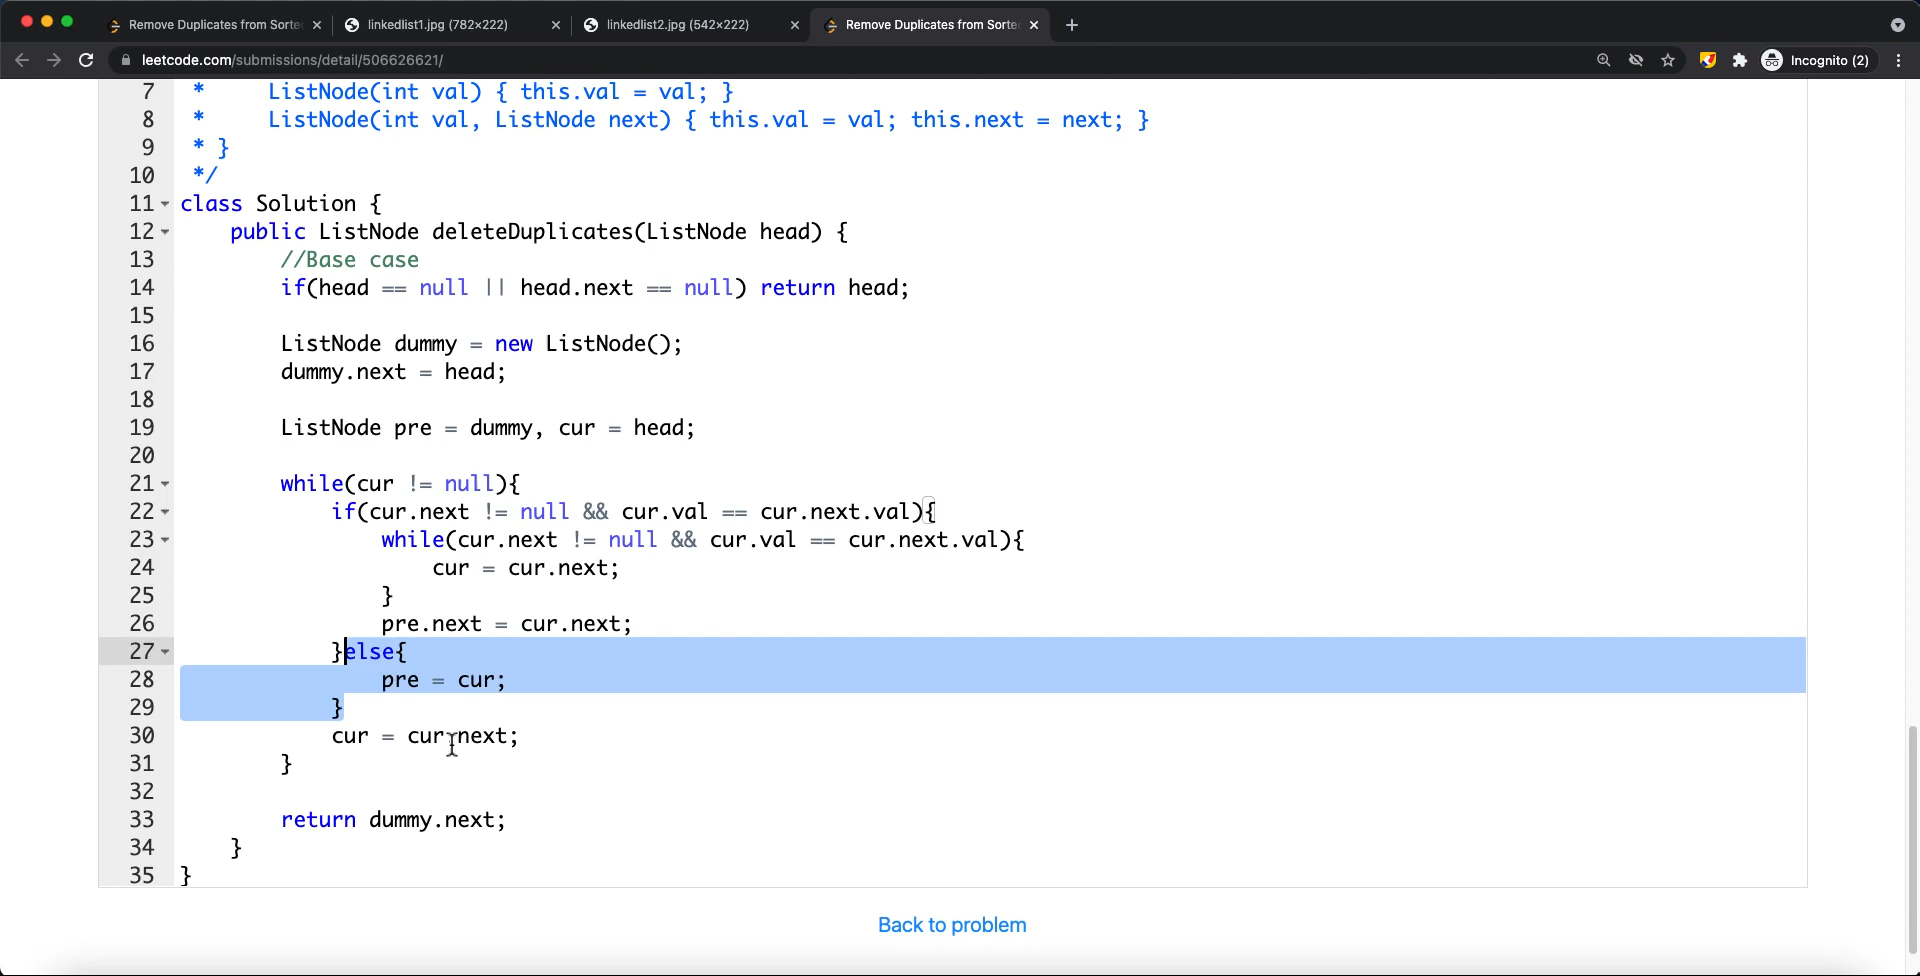 Remove Duplicates from Sorte
linkedlist1.jpg (782×222)
linkedlist2.jpg (542×222)
Remove Duplicates from Sorte
leetcode.com/submissions/detail/506626621/
Incognito (2)
7 *     ListNode(int val) { this.val = val; }
8 *     ListNode(int val, ListNode next) { this.val = val; this.next = next; }
9 * }
10 */
11 class Solution {
12     public ListNode deleteDuplicates(ListNode head) {
13         //Base case
14         if(head == null || head.next == null) return head;
15
16         ListNode dummy = new ListNode();
17         dummy.next = head;
18
19         ListNode pre = dummy, cur = head;
20
21         while(cur != null){
22             if(cur.next != null && cur.val == cur.next.val){
23                 while(cur.next != null && cur.val == cur.next.val){
24                     cur = cur.next;
25                 }
26                 pre.next = cur.next;
27             }else{
28                 pre = cur;
29             }
30             cur = cur.next;
31         }
32
33         return dummy.next;
34     }
35 }
Back to problem